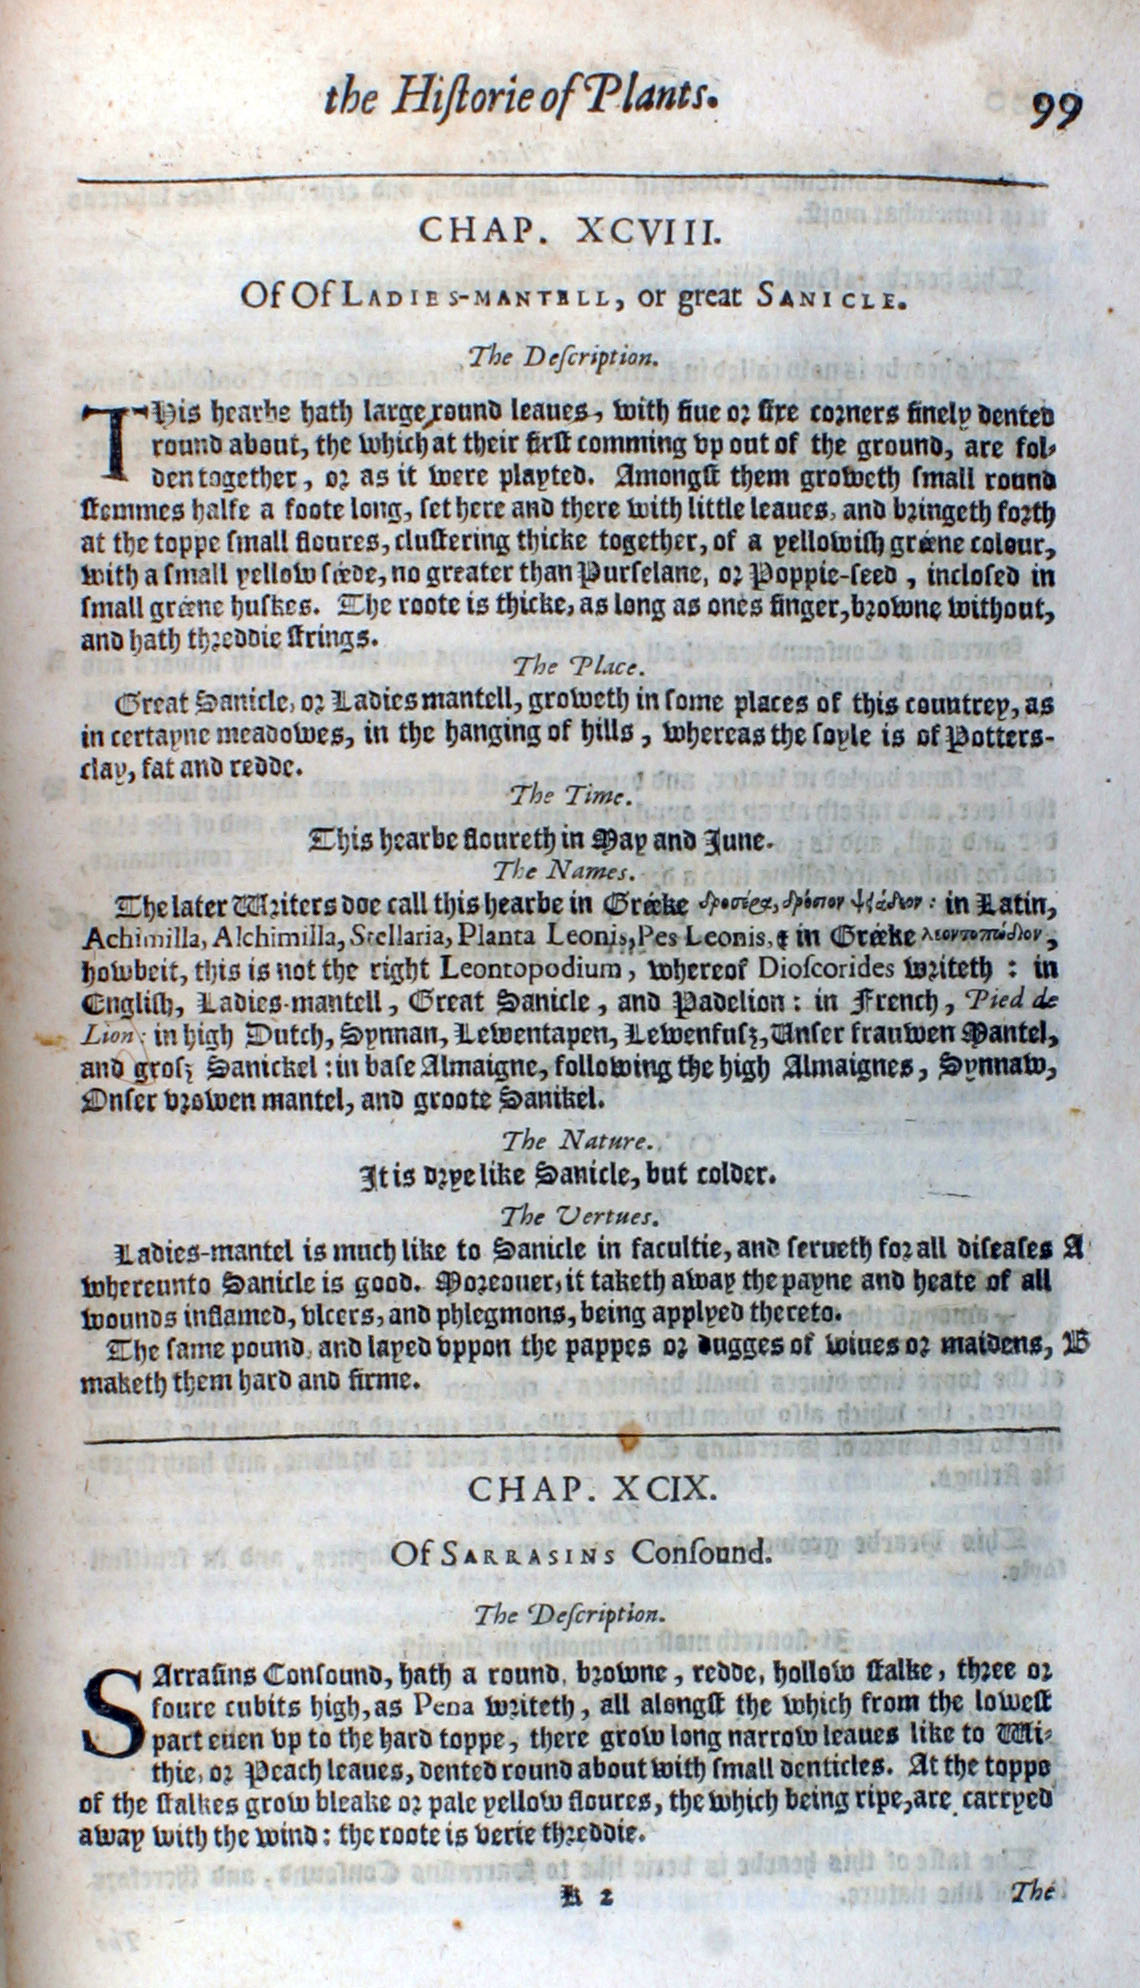 the Hiſtorie of Plants. 99
CHAP. XCVIII.
Of Of LADIES-MANTELL, or great SANICLE.
The Deſcription.
THis hearbe hath large round leaues, with fiue or ſixe corners finely dented
round about, the which at their firſt comming vp out of the ground, are fol-
den together, or as it were playted. Amongſt them groweth ſmall round
ſtemmes halfe a foote long, ſet here and there with little leaues, and bringeth forth
at the toppe ſmall floures, cluſtering thicke together, of a yellowiſh greene colour,
with a ſmall yellow ſeede, no greater than Purſelane, or Poppie-ſeed, incloſed in
ſmall greene huſkes. The roote is thicke, as long as ones finger, browne without,
and hath threddie ſtrings.
The Place.
Great Sanicle, or Ladies mantell, groweth in ſome places of this countrey, as
in certayne meadowes, in the hanging of hills, whereas the ſoyle is of Potters-
clay, fat and redde.
The Time.
This hearbe floureth in May and June.
The Names.
The later Writers doe call this hearbe in Greeke δροσέρα, δρόσιον : in Latin,
Achimilla, Alchimilla, Stellaria, Planta Leonis, Pes Leonis, & in Greeke λεοντοπόδιον,
howbeit, this is not the right Leontopodium, whereof Dioſcorides writeth : in
Engliſh, Ladies-mantell, Great Sanicle, and Padelion : in French, Pied de
Lion : in high Dutch, Synnan, Lewentapen, Lewenfuſz, Unſer frauwen Mantel,
and groſz Sanickel : in baſe Almaigne, following the high Almaignes, Synnaw,
Onſer vrowen mantel, and groote Sanikel.
The Nature.
It is drye like Sanicle, but colder.
The Vertues.
Ladies-mantel is much like to Sanicle in facultie, and ſerueth for all diſeaſes A
whereunto Sanicle is good. Moreouer, it taketh away the payne and heate of all
wounds inflamed, vlcers, and phlegmons, being applyed thereto.
The ſame pound, and layed vppon the pappes or dugges of wiues or maidens, B
maketh them hard and firme.
CHAP. XCIX.
Of SARRASINS Conſound.
The Deſcription.
SArraſins Conſound, hath a round, browne, redde, hollow ſtalke, three or
foure cubits high, as Pena writeth, all alongſt the which from the loweſt
part euen vp to the hard toppe, there grow long narrow leaues like to Wi-
thie, or Peach leaues, dented round about with ſmall denticles. At the toppe
of the ſtalkes grow bleake or pale yellow floures, the which being ripe, are carryed
away with the wind : the roote is verie threddie.
K 2 The